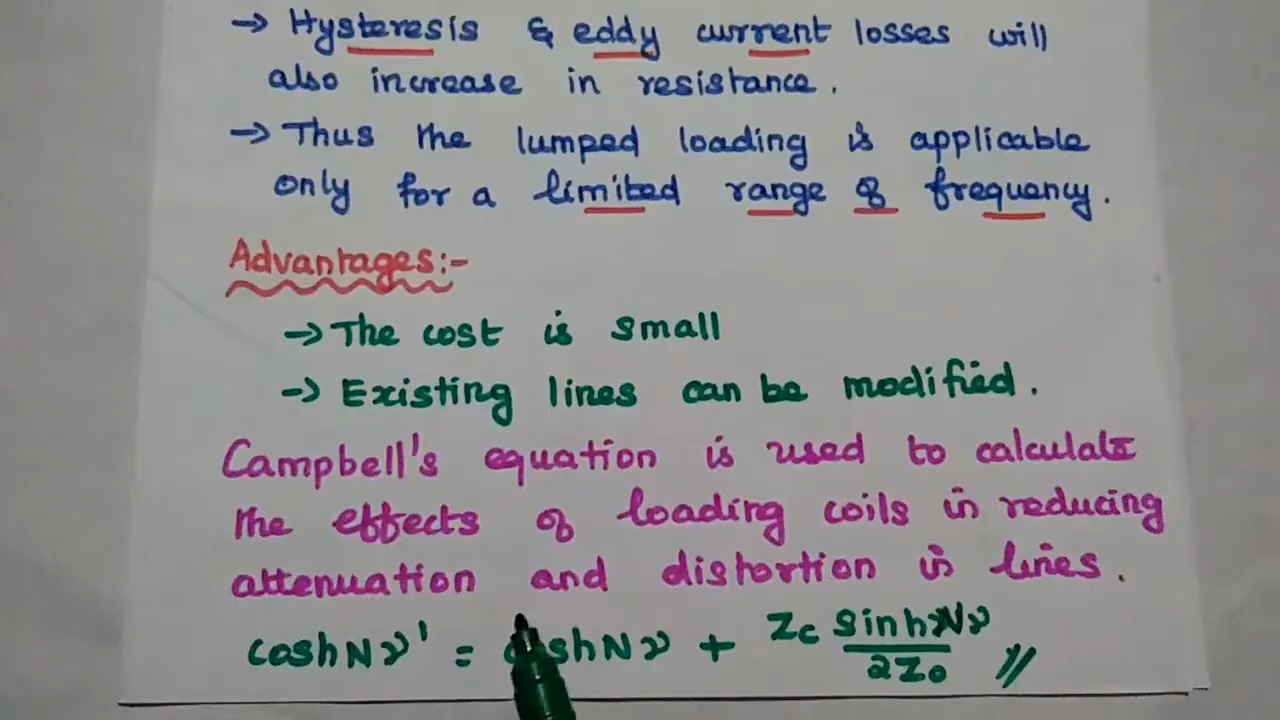 → Hysteresis & eddy current losses will
also increase in resistance.
→ Thus the lumped loading is applicable
only for a limited range of frequency.
Advantages:-
→ The cost is small
→ Existing lines can be modified.
Campbell's equation is used to calculate
the effects of loading coils in reducing
attenuation and distortion in lines.
coshNγ' = coshNγ + Zc sinhNγ / 2Z0 //